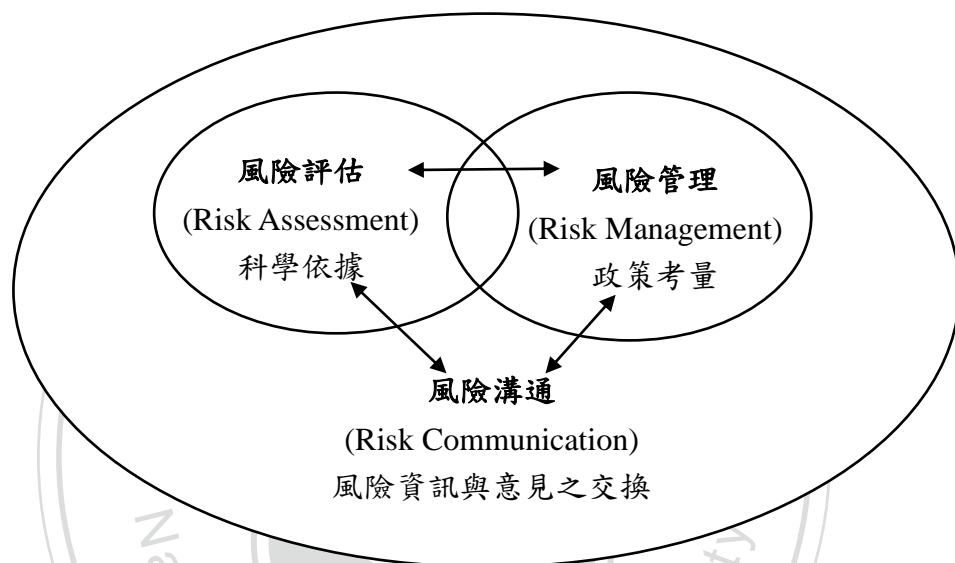 風險評估
(Risk Assessment)
科學依據
風險管理
(Risk Management)
政策考量
風險溝通
(Risk Communication)
風險資訊與意見之交換